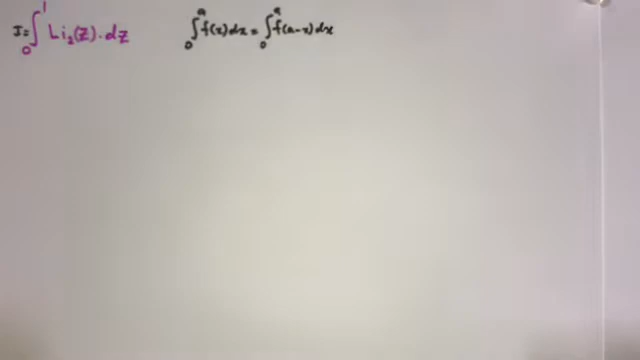 J = ∫₀¹ Li₂(z).dz    ∫₀ᵃ f(x)dx = ∫₀ᵃ f(a-x)dx